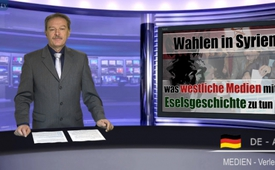 Wahlen in Syrien
was westliche Medien mi
Eselsgeschichte zu tun
DE - A
MEDIEN - Verle